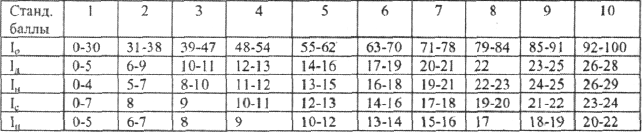 Станд. баллы 1 2 3 4 5 6 7 8 9 10
Iо 0-30 31-38 39-47 48-54 55-62 63-70 71-78 79-84 85-91 92-100
Iд 0-5 6-9 10-11 12-13 14-16 17-19 20-21 22 23-25 26-28
Iн 0-4 5-7 8-10 11-12 13-15 16-18 19-21 22-23 24-25 26-29
Iс 0-7 8 9 10-11 12-13 14-16 17-18 19-20 21-22 23-24
Iп 0-5 6-7 8 9 10-12 13-14 15-16 17 18-19 20-22